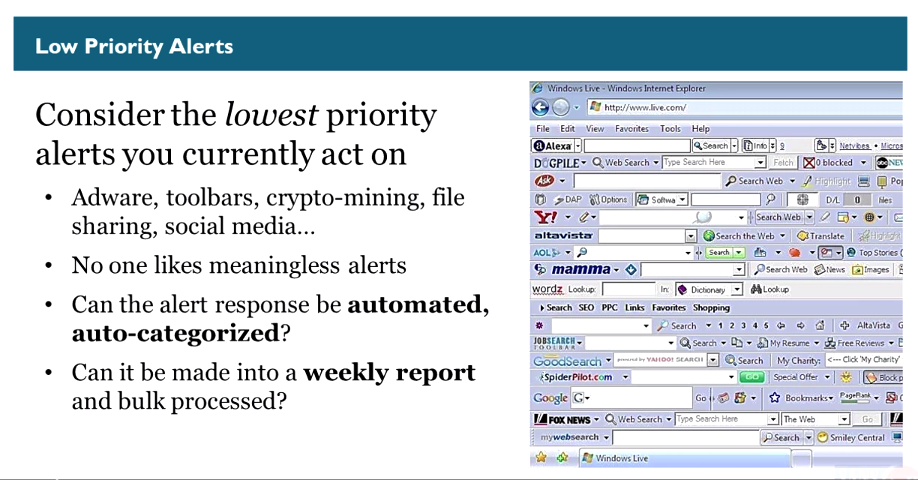 Low Priority Alerts
Consider the lowest priority
alerts you currently act on
• Adware, toolbars, crypto-mining, file
sharing, social media...
• No one likes meaningless alerts
• Can the alert response be automated,
auto-categorized?
• Can it be made into a weekly report
and bulk processed?
Windows Live - Windows Internet Explorer
http://www.live.com/
File Edit View Favorites Tools Help
Alexa Search Info 9 Netvibes • Micros
DOGPILE Web Search Type Search Here Fetch 0 blocked abc NEW
Ask Search Web Highlight Pop
DAP Options Softwa D/L 0 files
Y! Search Web
altavista Search the Web Translate Highlight
AOL Search Top Stories (
mamma Search News Images
wordz Lookup: In: Dictionary Lookup
Search SEO PPC Links Favorites Shopping
Search 1 2 3 4 5 AltaVista
JOBSEARCH TOOLBAR Search My Resume Free Reviews
GoodSearch powered by YAHOO! SEARCH Search My Charity: <--- Click 'My Charity'
SpiderPilot.com GO Special Offer Block p
Google G Go Bookmarks PageRank
FOX NEWS Web Search Type Search Here The Web Go
mywebsearch Search Smiley Central
Windows Live